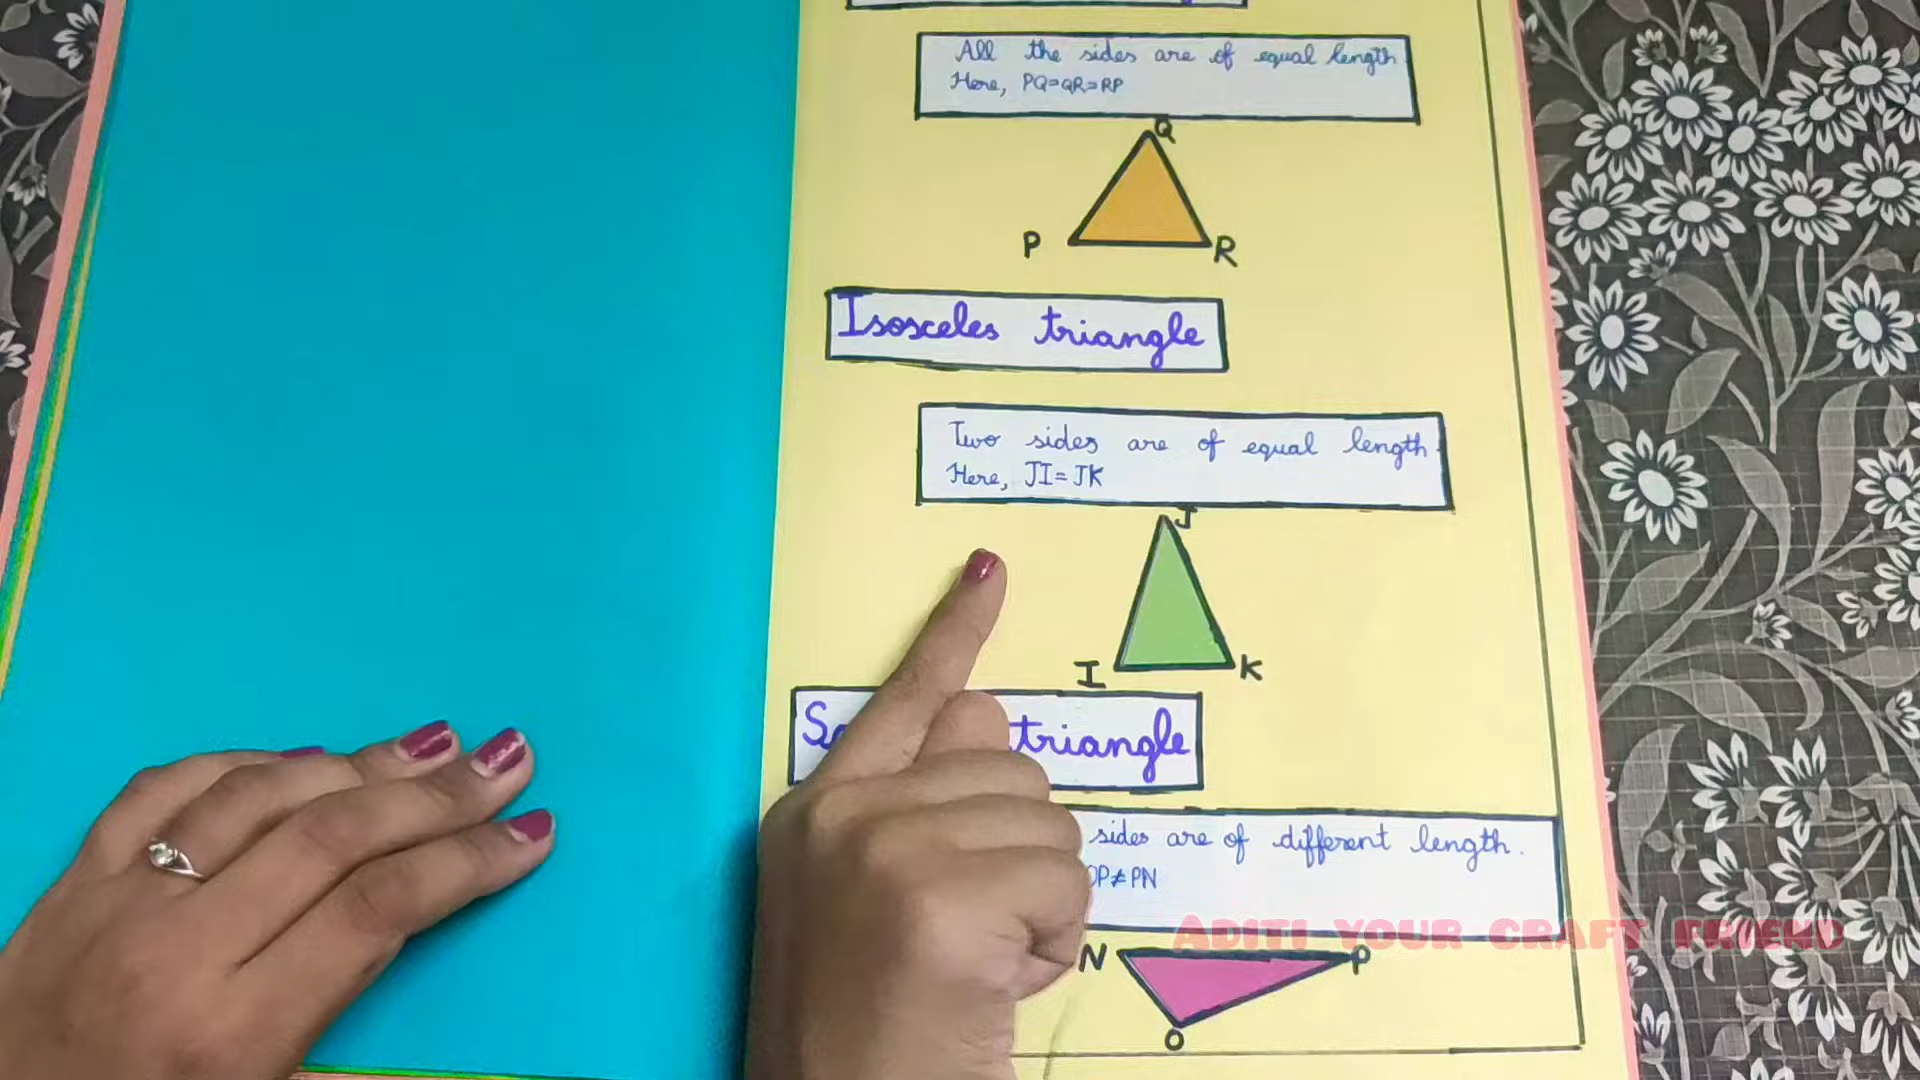 All the sides are of equal length
Here, PQ=QR=RP
Q
P
R
Isosceles triangle
Two sides are of equal length.
Here, JI=JK
J
I
K
triangle
sides are of different length.
OP≠PN
ADITI YOUR CRAFT FRIEND
N
P
O